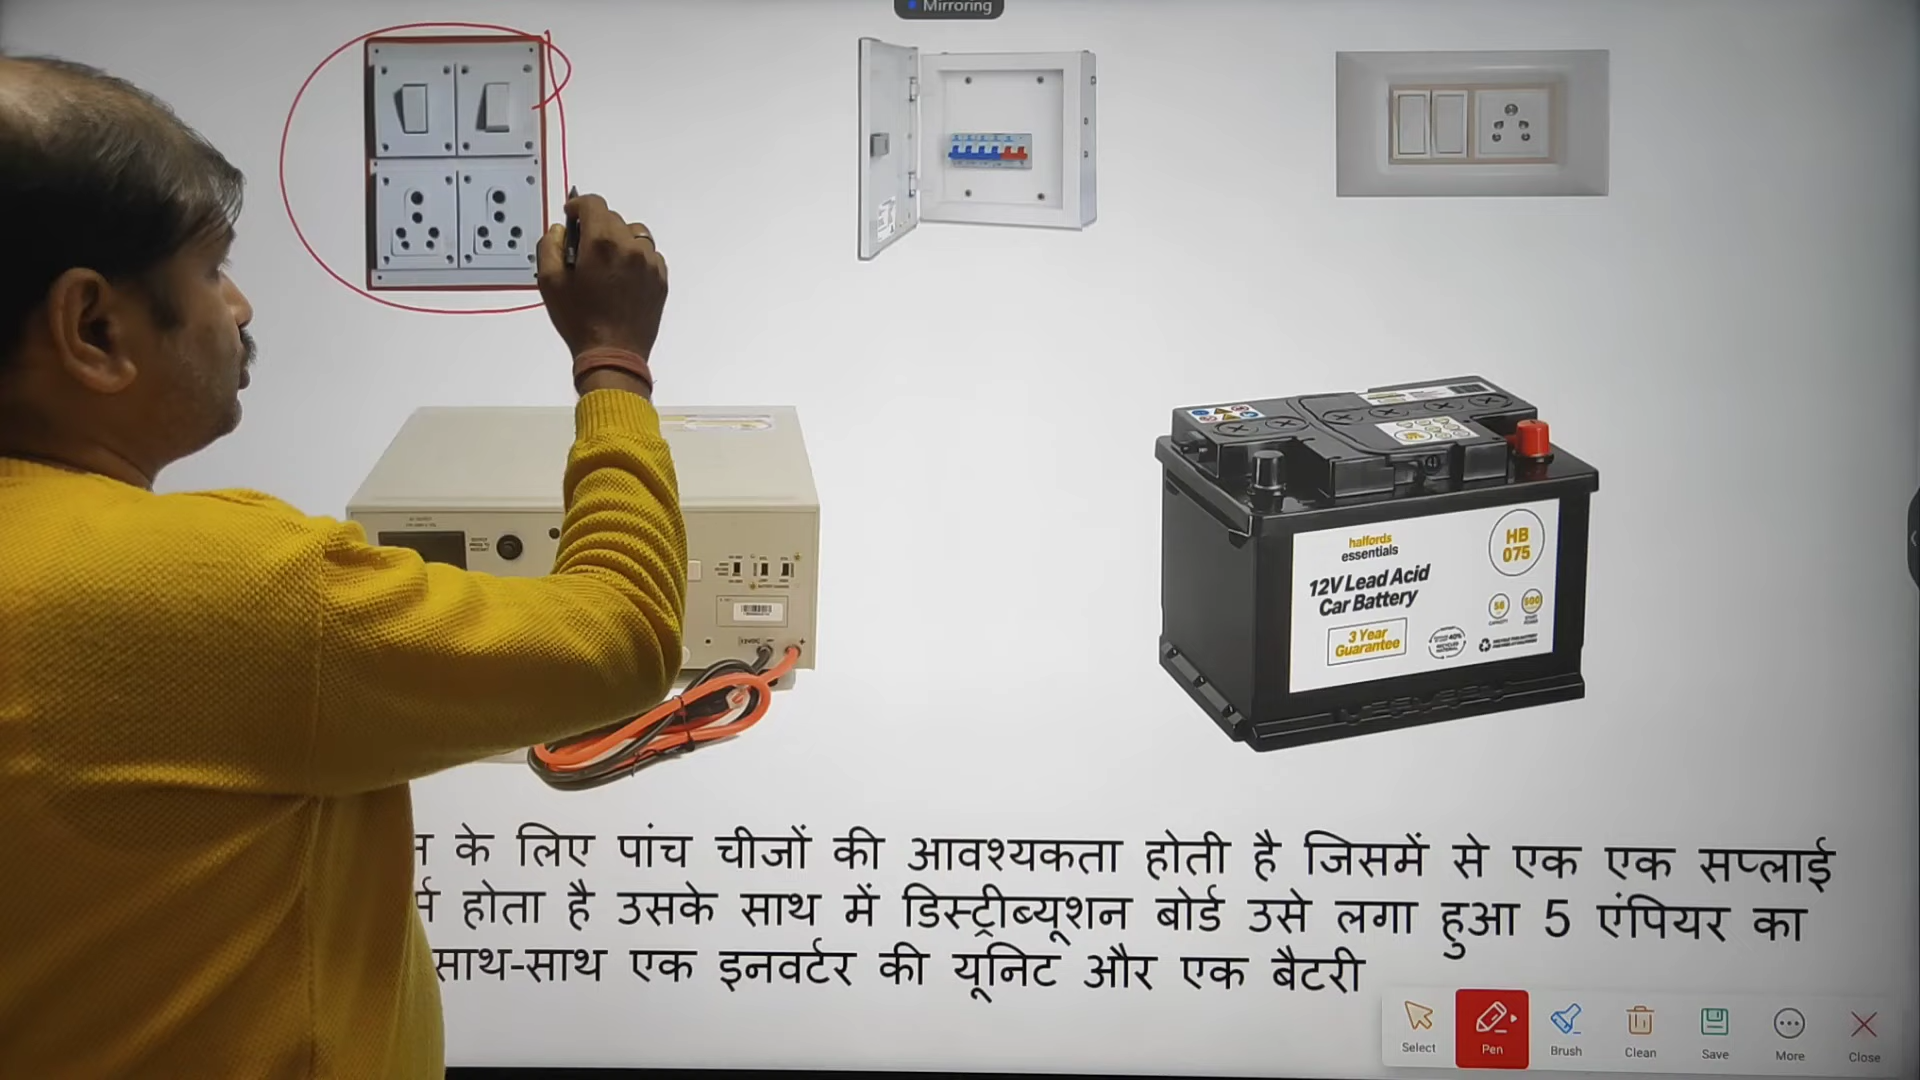 Mirroring
halfords
essentials
HB
075
12V Lead Acid
Car Battery
3 Year
Guarantee
के लिए पांच चीजों की आवश्यकता होती है जिसमें से एक एक सप्लाई
होता है उसके साथ में डिस्ट्रीब्यूशन बोर्ड उसे लगा हुआ 5 एंपियर का
साथ-साथ एक इनवर्टर की यूनिट और एक बैटरी
Select
Pen
Brush
Clean
Save
More
Close